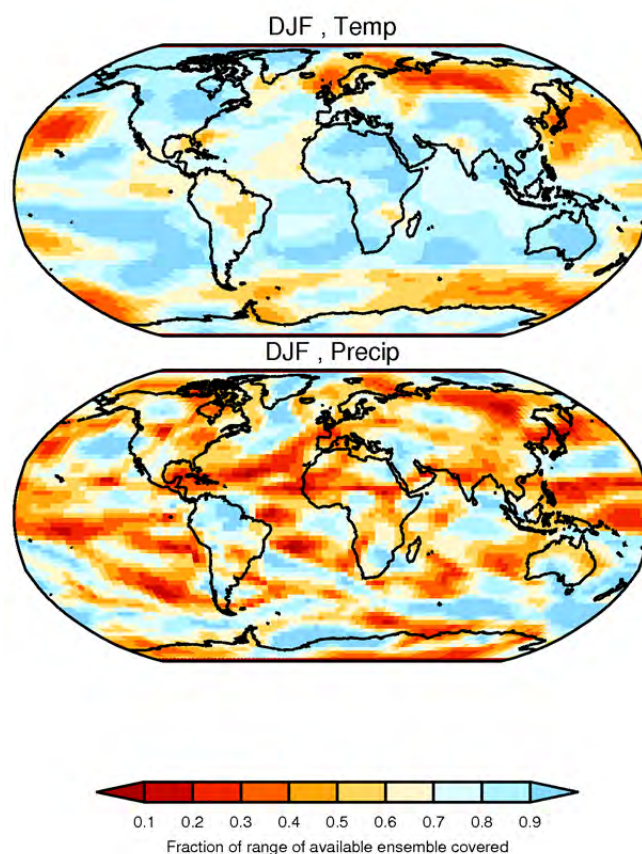 DJF , Temp
DJF , Precip
0.1 0.2 0.3 0.4 0.5 0.6 0.7 0.8 0.9
Fraction of range of available ensemble covered